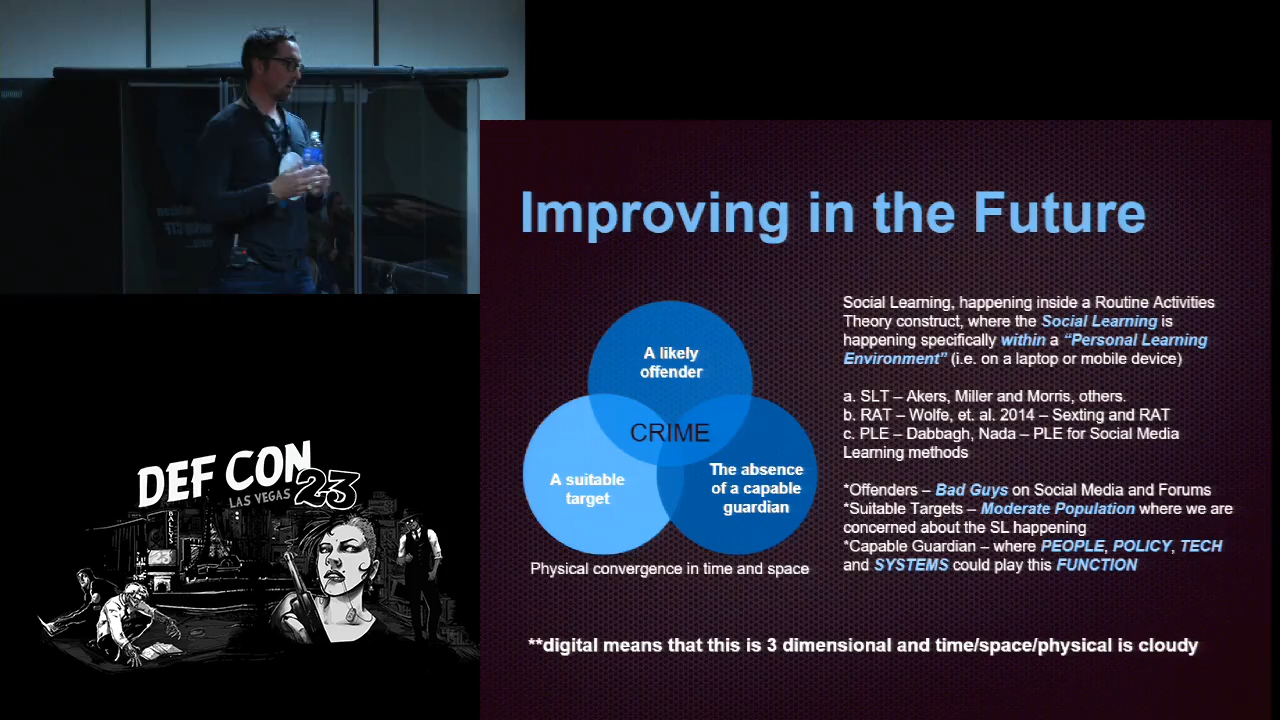 Improving in the Future
A likely
offender
CRIME
A suitable
target
The absence
of a capable
guardian
Physical convergence in time and space
Social Learning, happening inside a Routine Activities
Theory construct, where the Social Learning is
happening specifically within a “Personal Learning
Environment” (i.e. on a laptop or mobile device)
a. SLT – Akers, Miller and Morris, others.
b. RAT – Wolfe, et. al. 2014 – Sexting and RAT
c. PLE – Dabbagh, Nada – PLE for Social Media
Learning methods
*Offenders – Bad Guys on Social Media and Forums
*Suitable Targets – Moderate Population where we are
concerned about the SL happening
*Capable Guardian – where PEOPLE, POLICY, TECH
and SYSTEMS could play this FUNCTION
**digital means that this is 3 dimensional and time/space/physical is cloudy
DEF CON
LAS VEGAS 23
BALLYS
23